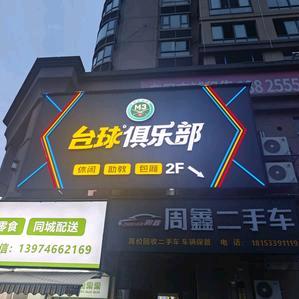 M3
台球俱乐部
休闲 助教 包厢 2F
零食 同城配送
信: 13974662169
周鑫二手车
高价回收二手车 车辆保管 电话: 18153391119